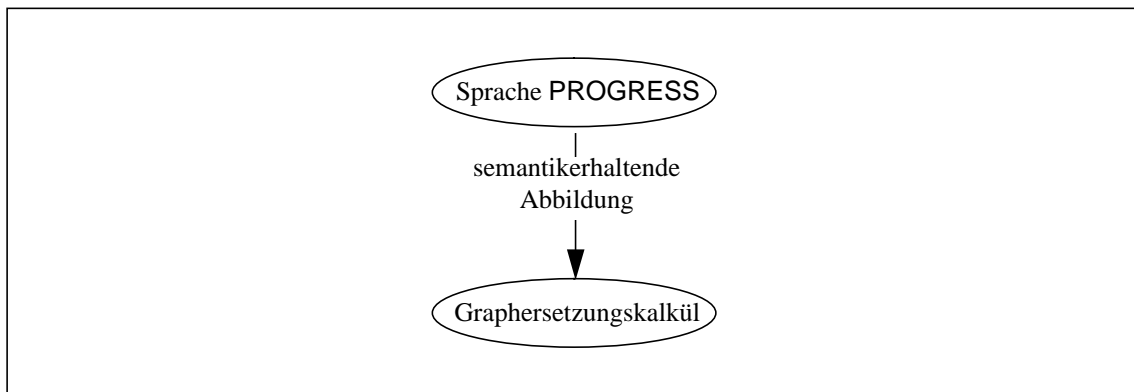 Sprache PROGRESS
semantikerhaltende
Abbildung
Graphersetzungskalkül